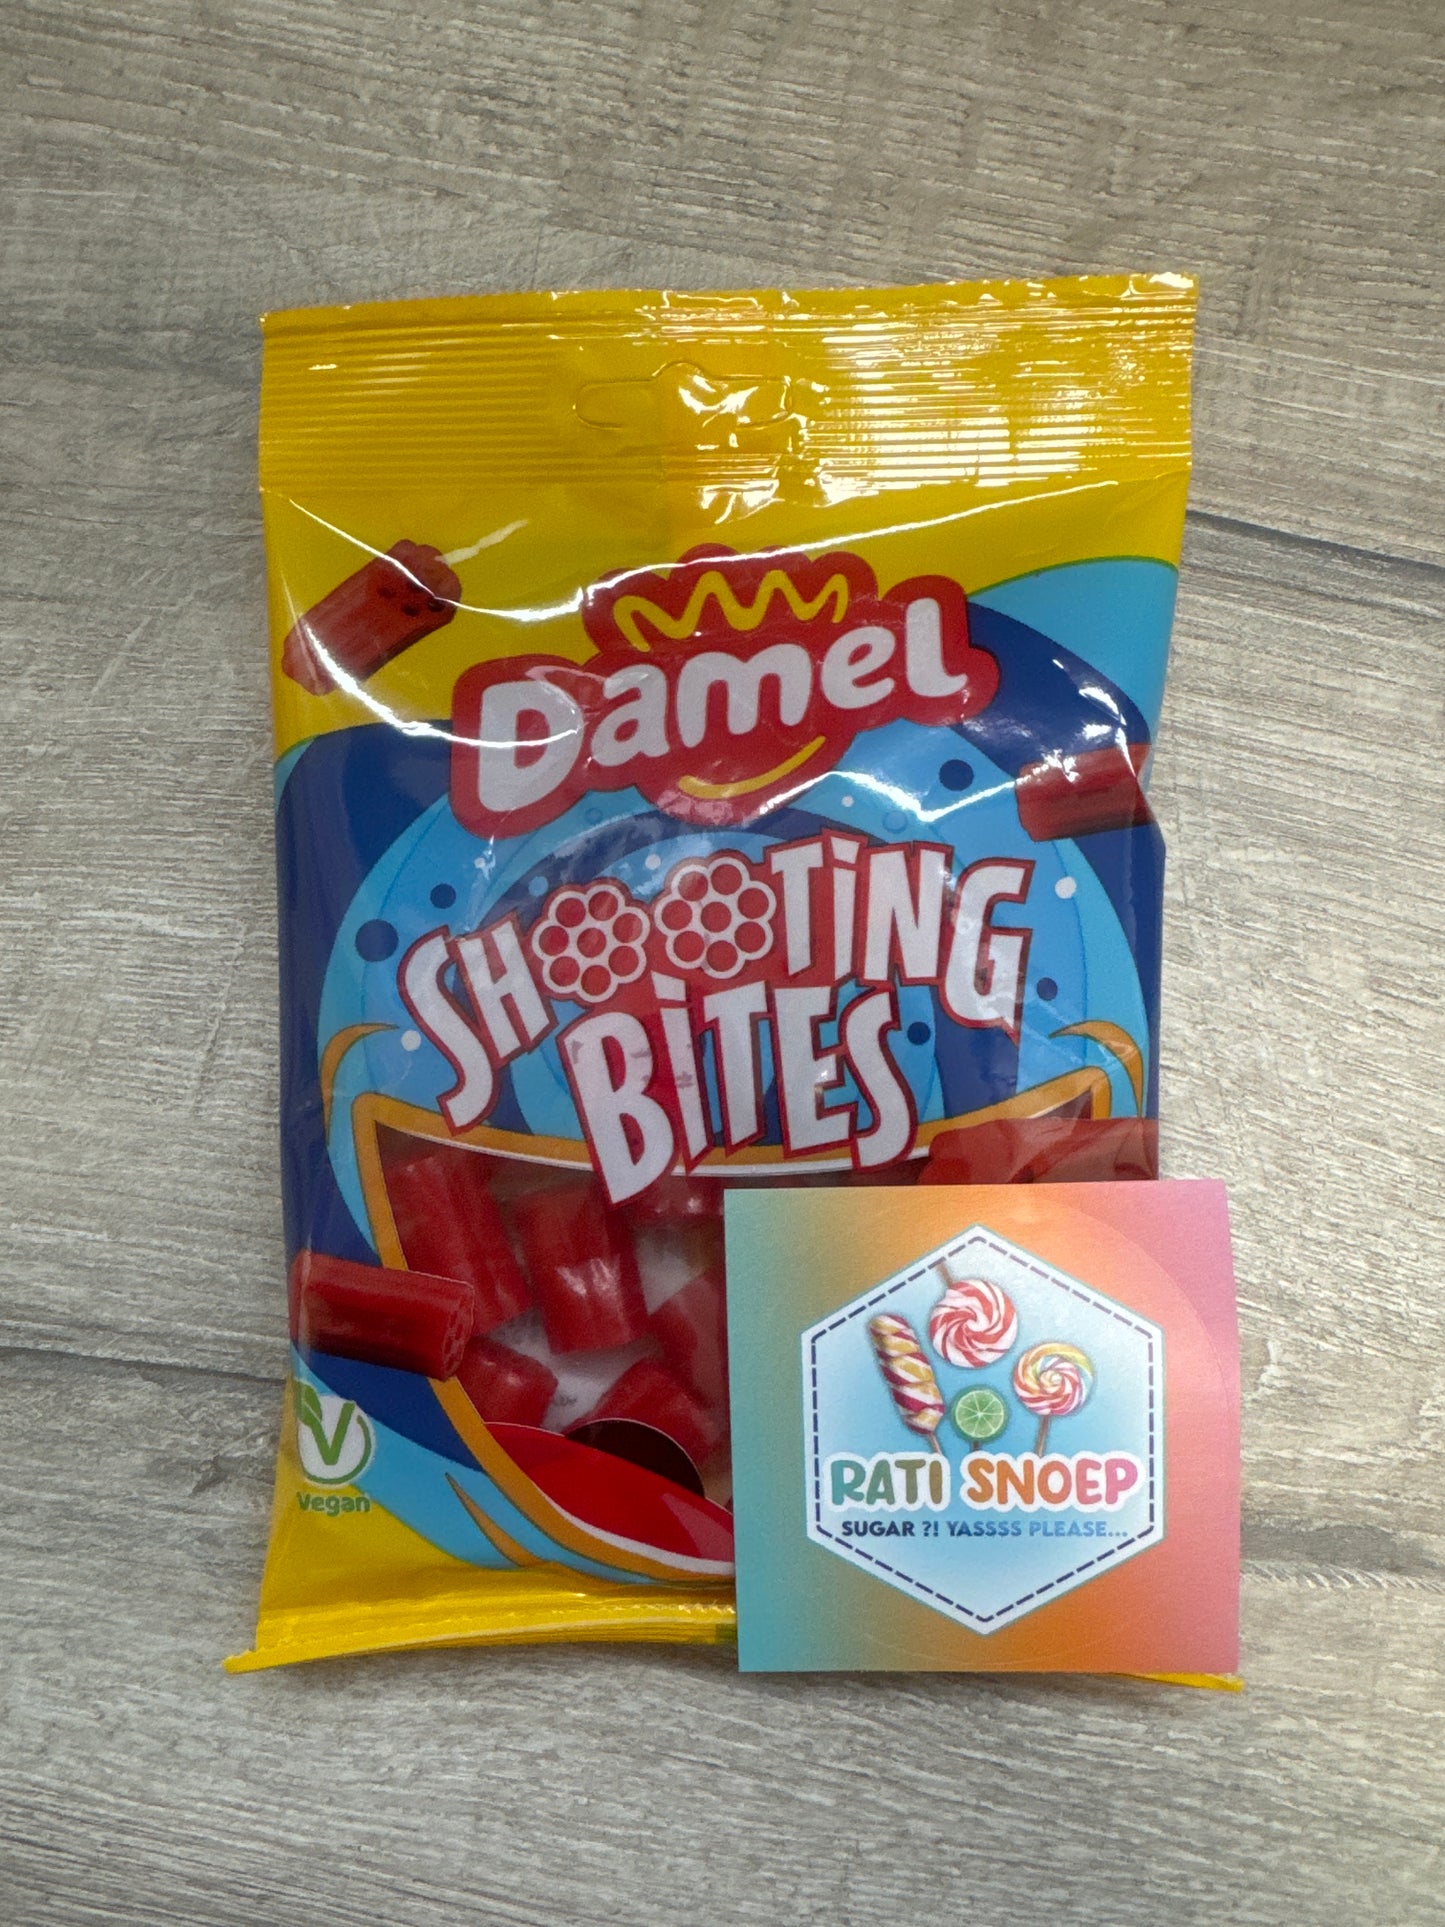 Damel
SHOOTiNG
BiTES
V
Vegan
RATI SNOEP
SUGAR ?! YASSSS PLEASE...